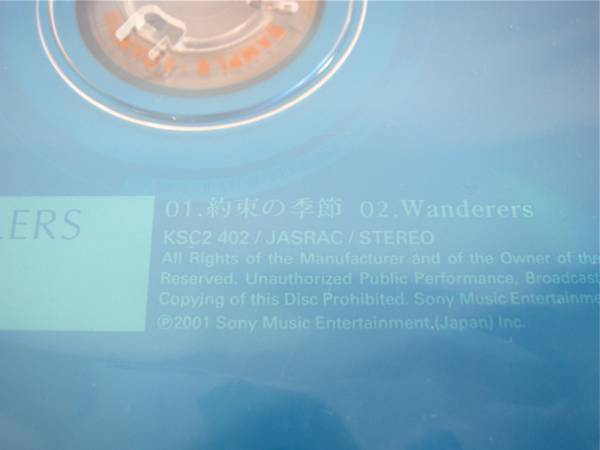 SAMPLE
LERS
01.約束の季節 02.Wanderers
KSC2 402 / JASRAC / STEREO
All Rights of the Manufacturer and of the Owner of the
Reserved. Unauthorized Public Performance, Broadcast
Copying of this Disc Prohibited. Sony Music Entertainme
℗2001 Sony Music Entertainment (Japan) Inc.